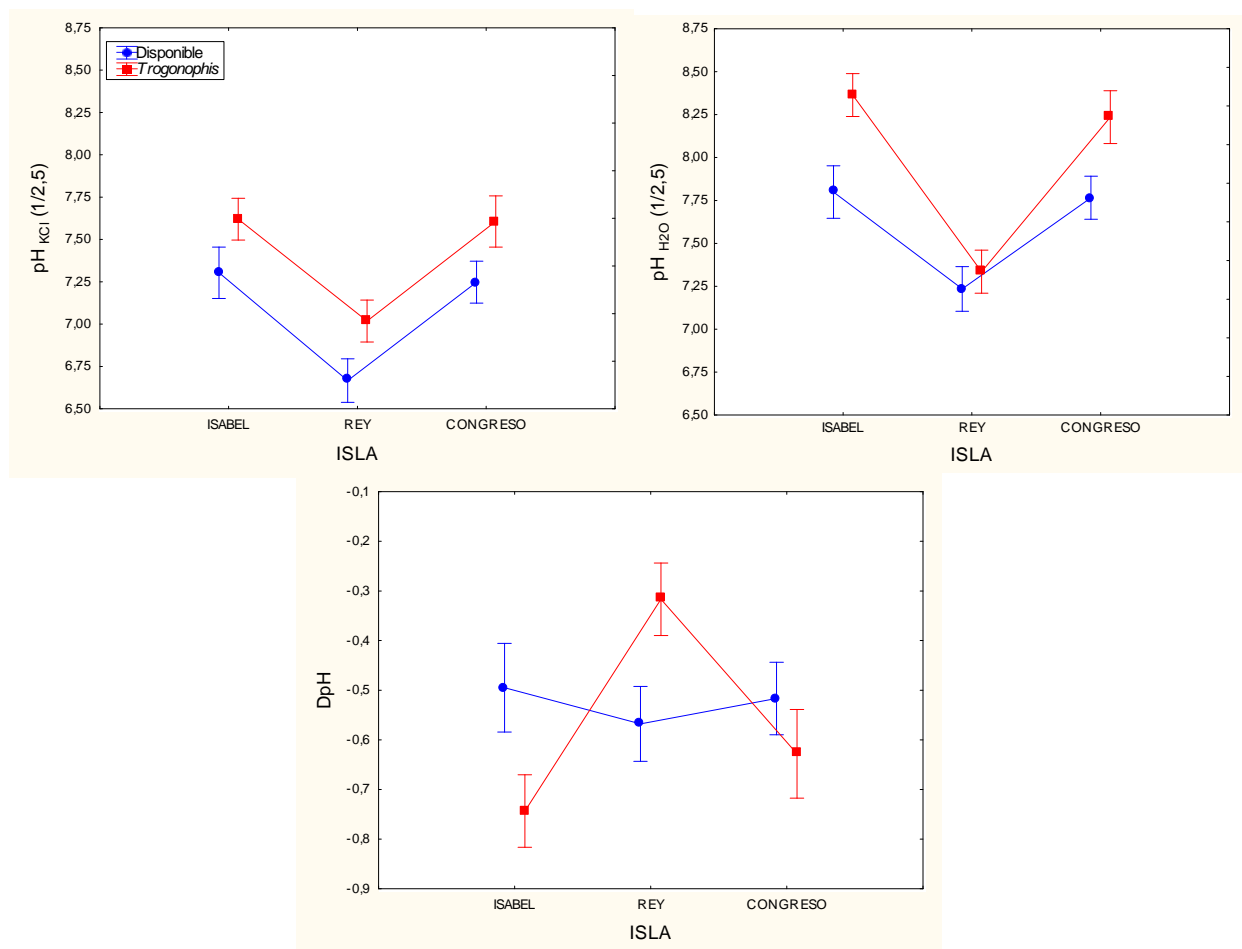 8,75
8,50
8,25
8,00
7,75
7,50
7,25
7,00
6,75
6,50
pH KCl (1/2,5)
Disponible
Trogonophis
ISABEL REY CONGRESO
ISLA
8,75
8,50
8,25
8,00
7,75
7,50
7,25
7,00
6,75
6,50
pH H2O (1/2,5)
ISABEL REY CONGRESO
ISLA
-0,1
-0,2
-0,3
-0,4
-0,5
-0,6
-0,7
-0,8
-0,9
DpH
ISABEL REY CONGRESO
ISLA